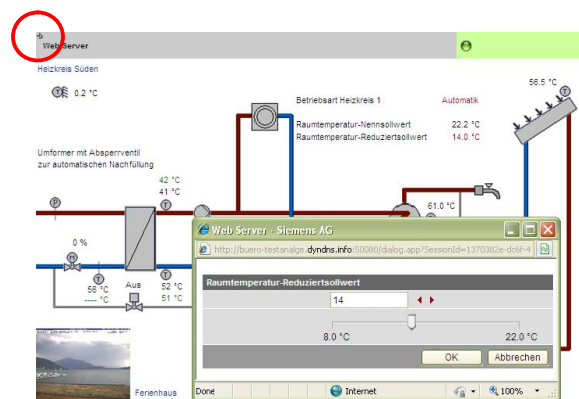 Web Server
Heizkreis Süden
0.2 °C
56.5 °C
Betriebsart Heizkreis 1 Automatik
Raumtemperatur-Nennsollwert 22.2 °C
Raumtemperatur-Reduziertsollwert 14.0 °C
Umformer mit Absperrventil
zur automatischen Nachfüllung
42 °C
41 °C
61.0 °C
0 %
56 °C
---- °C
Aus
52 °C
51 °C
Ferienhaus
Web Server - Siemens AG
http://buero-testanalge.dyndns.info:50080/dialog.app?SessionId=1370382e-dc6f-4
Raumtemperatur-Reduziertsollwert
14
8.0 °C 22.0 °C
OK Abbrechen
Done Internet 100%